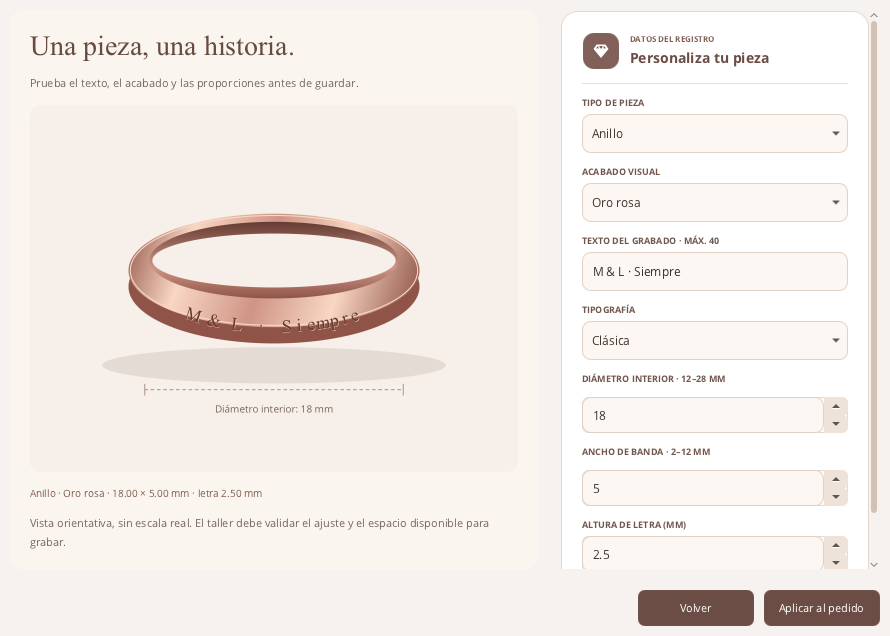 Una pieza, una historia.
Prueba el texto, el acabado y las proporciones antes de guardar.
M & L · Siempre
Diámetro interior: 18 mm
Anillo · Oro rosa · 18.00 × 5.00 mm · letra 2.50 mm
Vista orientativa, sin escala real. El taller debe validar el ajuste y el espacio disponible para
grabar.
DATOS DEL REGISTRO
Personaliza tu pieza
TIPO DE PIEZA
Anillo
ACABADO VISUAL
Oro rosa
TEXTO DEL GRABADO · MÁX. 40
M & L · Siempre
TIPOGRAFÍA
Clásica
DIÁMETRO INTERIOR · 12–28 MM
18
ANCHO DE BANDA · 2–12 MM
5
ALTURA DE LETRA (MM)
2.5
Volver
Aplicar al pedido